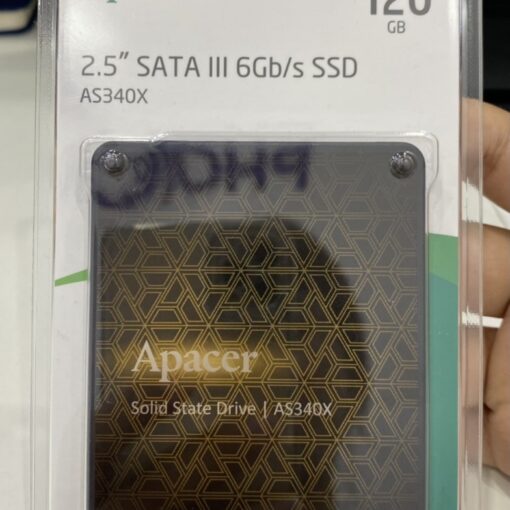 120
GB
2.5" SATA III 6Gb/s SSD
AS340X
Apacer
Solid State Drive | AS340X